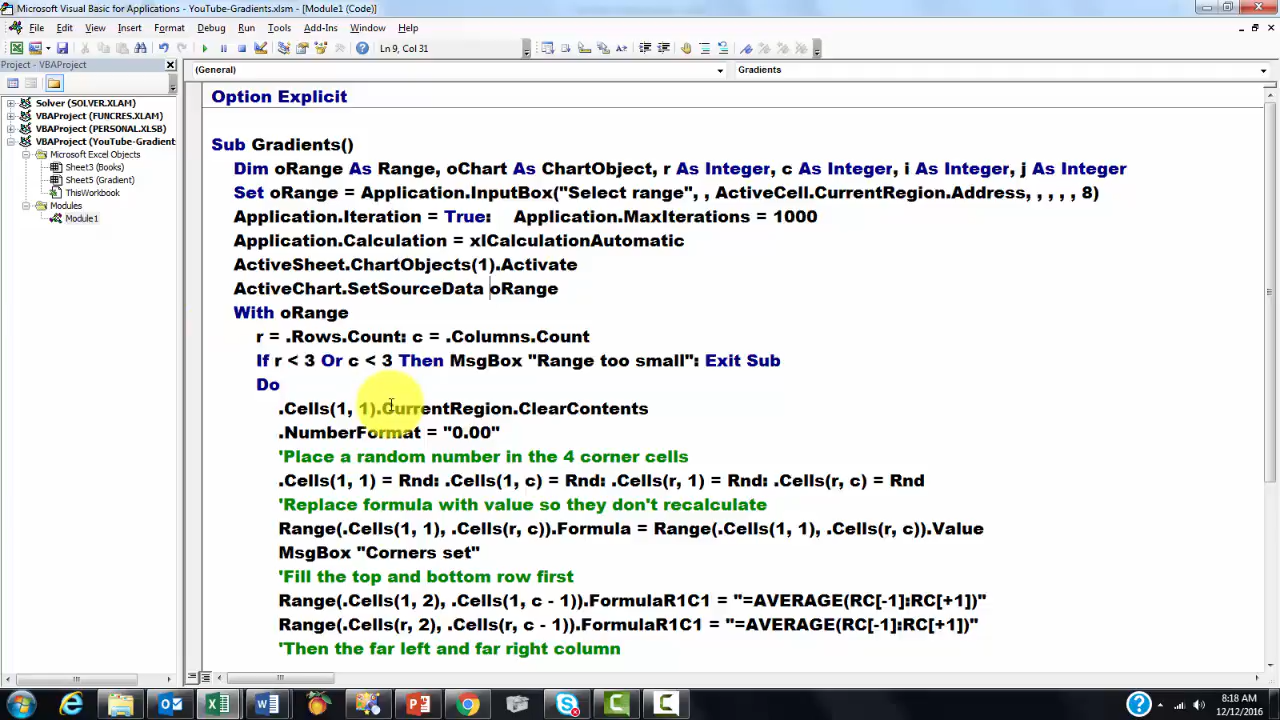 Microsoft Visual Basic for Applications - YouTube-Gradients.xlsm - [Module1 (Code)]
File Edit View Insert Format Debug Run Tools Add-Ins Window Help
Ln 9, Col 31
Project - VBAProject
(General) Gradients
Solver (SOLVER.XLAM)
VBAProject (FUNCRES.XLAM)
VBAProject (PERSONAL.XLSB)
VBAProject (YouTube-Gradient
Microsoft Excel Objects
Sheet3 (Books)
Sheet5 (Gradient)
ThisWorkbook
Modules
Module1
Option Explicit
Sub Gradients()
Dim oRange As Range, oChart As ChartObject, r As Integer, c As Integer, i As Integer, j As Integer
Set oRange = Application.InputBox("Select range", , ActiveCell.CurrentRegion.Address, , , , , 8)
Application.Iteration = True: Application.MaxIterations = 1000
Application.Calculation = xlCalculationAutomatic
ActiveSheet.ChartObjects(1).Activate
ActiveChart.SetSourceData oRange
With oRange
r = .Rows.Count: c = .Columns.Count
If r < 3 Or c < 3 Then MsgBox "Range too small": Exit Sub
Do
.Cells(1, 1).CurrentRegion.ClearContents
.NumberFormat = "0.00"
'Place a random number in the 4 corner cells
.Cells(1, 1) = Rnd: .Cells(1, c) = Rnd: .Cells(r, 1) = Rnd: .Cells(r, c) = Rnd
'Replace formula with value so they don't recalculate
Range(.Cells(1, 1), .Cells(r, c)).Formula = Range(.Cells(1, 1), .Cells(r, c)).Value
MsgBox "Corners set"
'Fill the top and bottom row first
Range(.Cells(1, 2), .Cells(1, c - 1)).FormulaR1C1 = "=AVERAGE(RC[-1]:RC[+1])"
Range(.Cells(r, 2), .Cells(r, c - 1)).FormulaR1C1 = "=AVERAGE(RC[-1]:RC[+1])"
'Then the far left and far right column
8:18 AM
12/12/2016